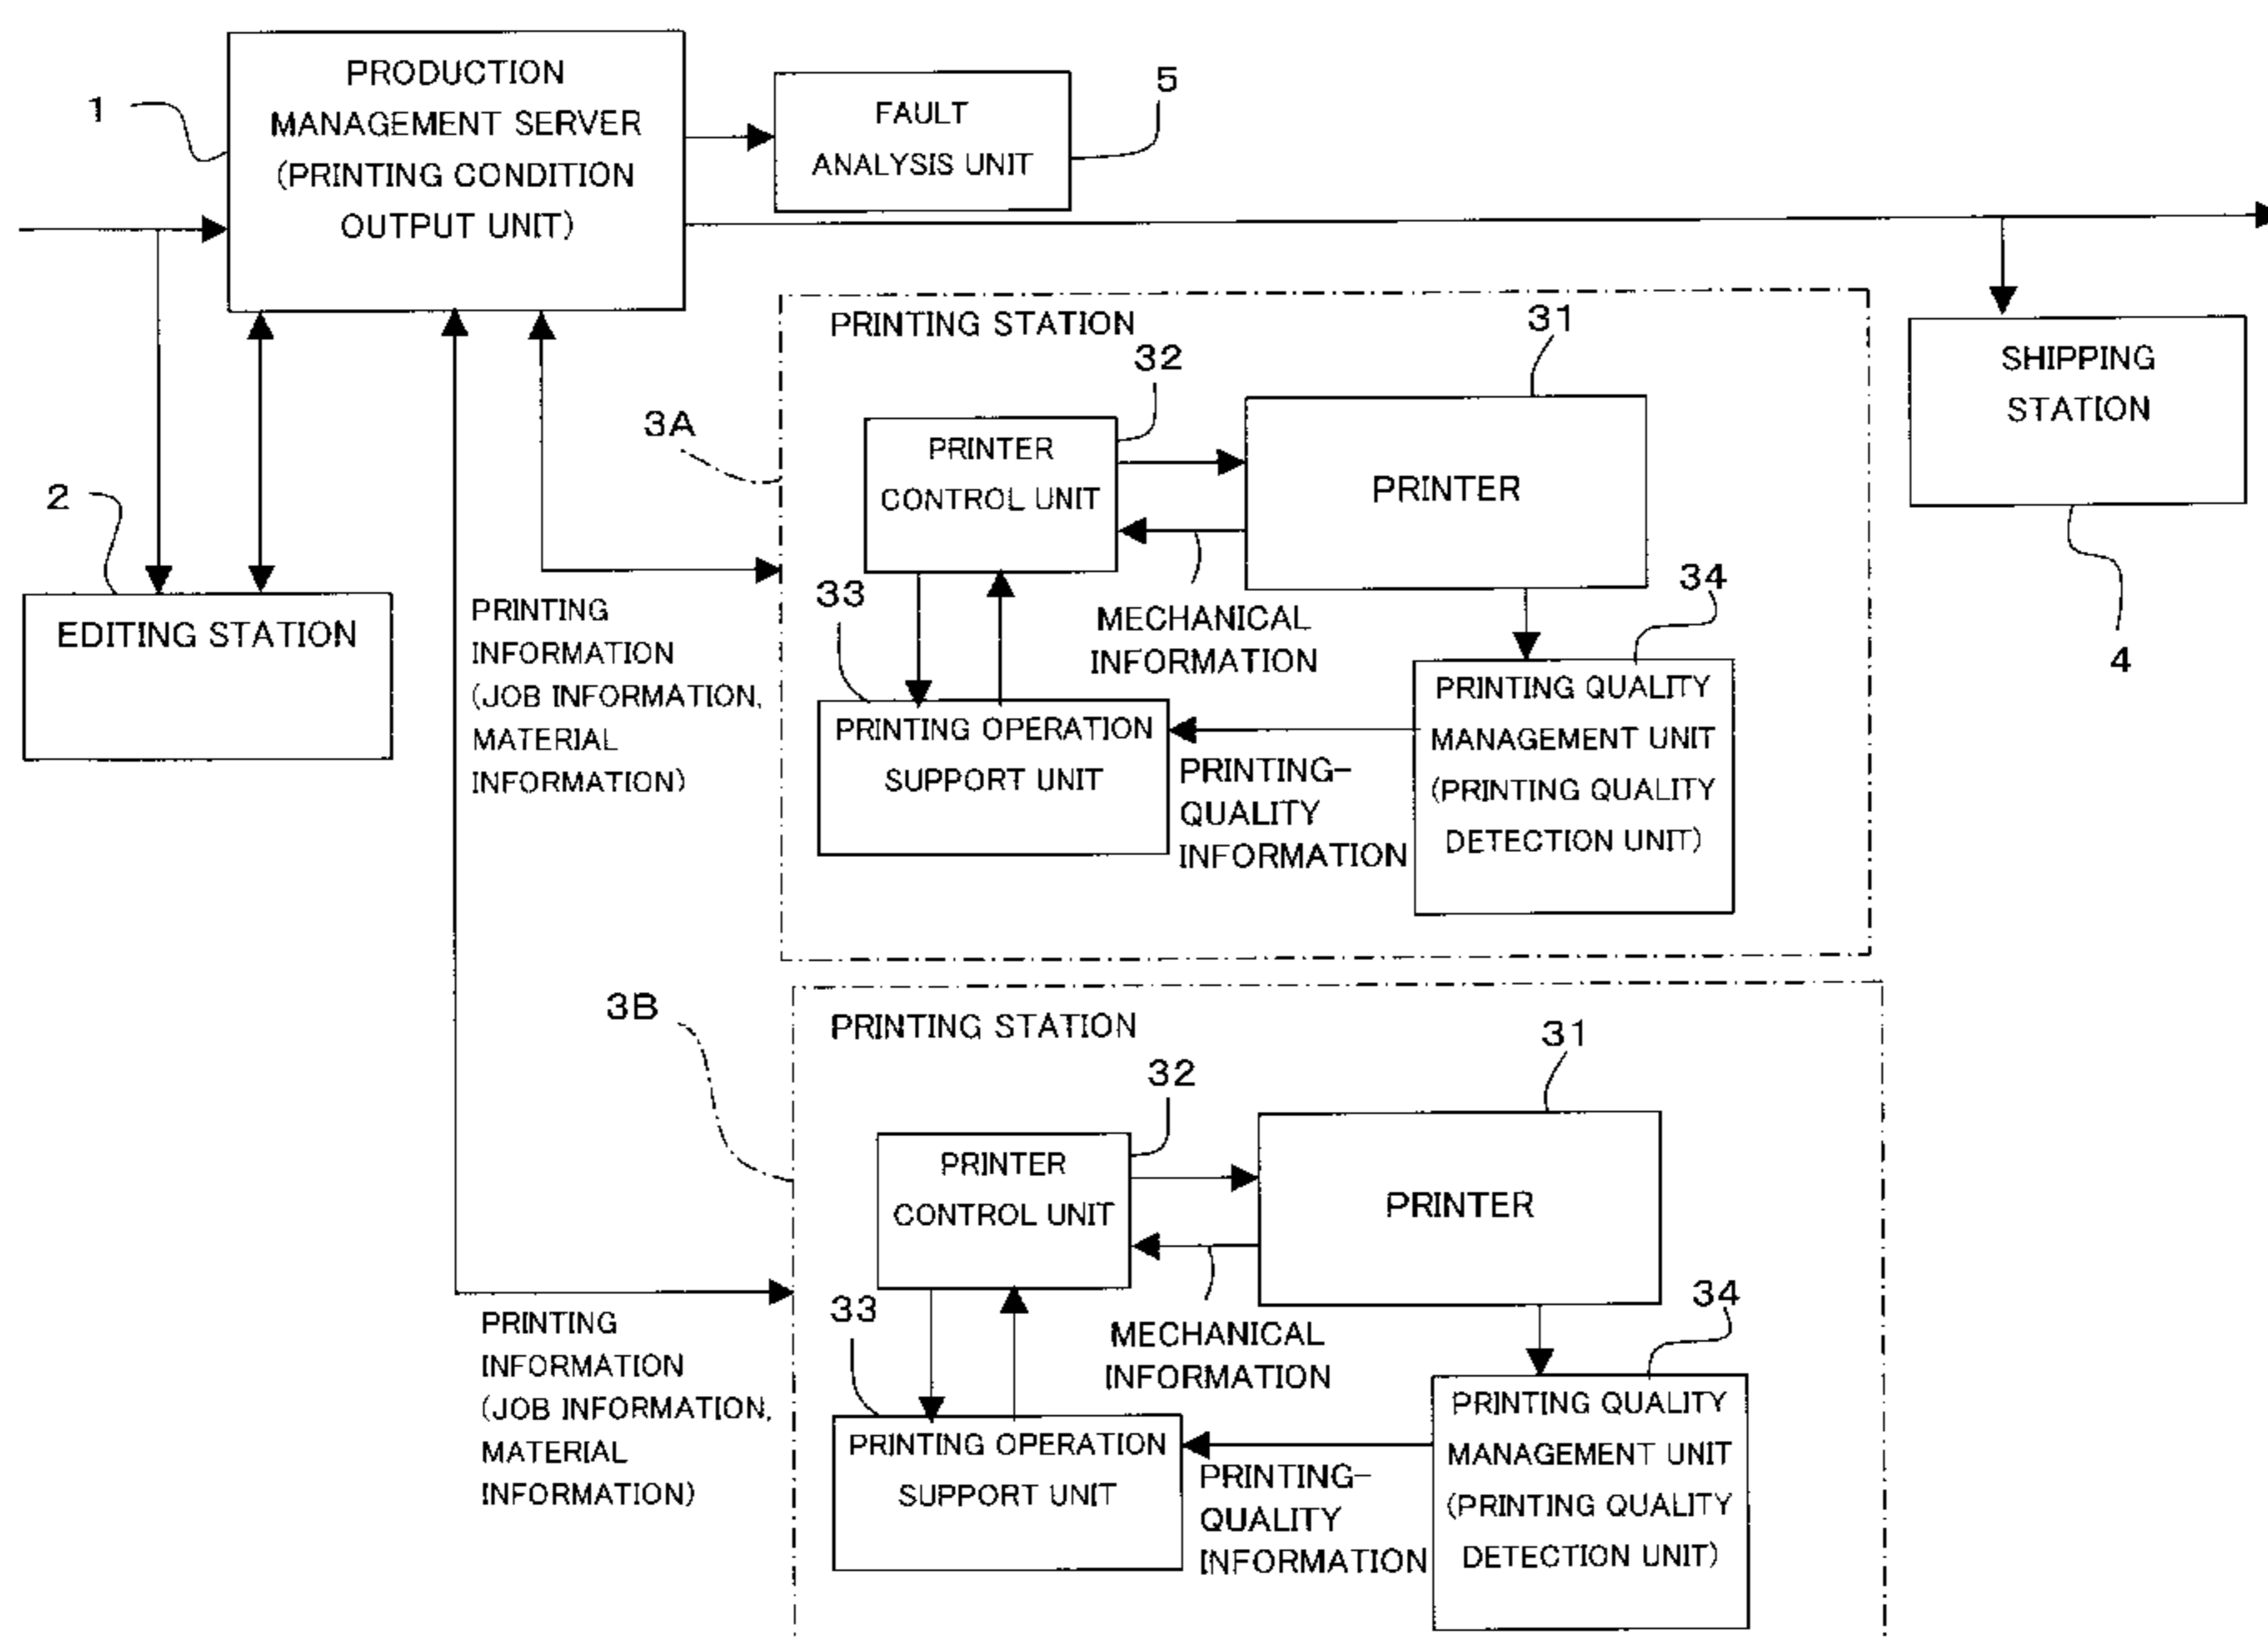 1
PRODUCTION
MANAGEMENT SERVER
(PRINTING CONDITION
OUTPUT UNIT)
FAULT
ANALYSIS UNIT
5
2
EDITING STATION
PRINTING
INFORMATION
(JOB INFORMATION,
MATERIAL
INFORMATION)
3A
PRINTING STATION
32
31
PRINTER
CONTROL UNIT
PRINTER
MECHANICAL
INFORMATION
33
34
PRINTING OPERATION
SUPPORT UNIT
PRINTING-
QUALITY
INFORMATION
PRINTING QUALITY
MANAGEMENT UNIT
(PRINTING QUALITY
DETECTION UNIT)
SHIPPING
STATION
4
3B
PRINTING STATION
32
31
PRINTER
CONTROL UNIT
PRINTER
MECHANICAL
INFORMATION
33
34
PRINTING
INFORMATION
(JOB INFORMATION,
MATERIAL
INFORMATION)
PRINTING OPERATION
SUPPORT UNIT
PRINTING-
QUALITY
INFORMATION
PRINTING QUALITY
MANAGEMENT UNIT
(PRINTING QUALITY
DETECTION UNIT)